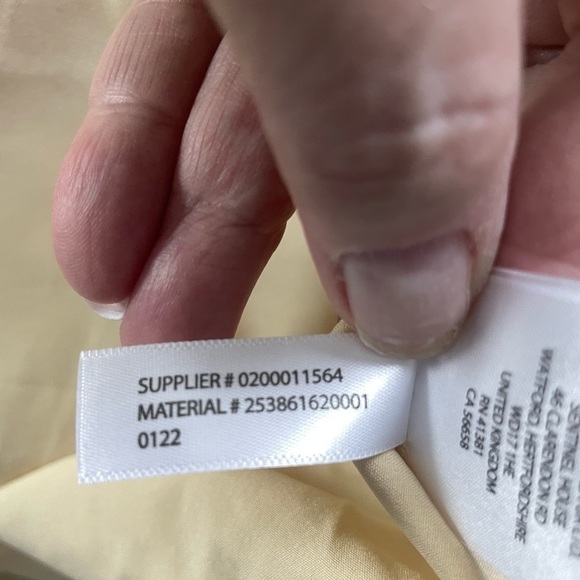 SUPPLIER # 0200011564
MATERIAL # 253861620001
0122
SENTINEL HOUSE
46 CLARENDON RD
WATFORD, HERTFORDSHIRE
WD17 1HE
UNITED KINGDOM
RN 41381
CA 56658